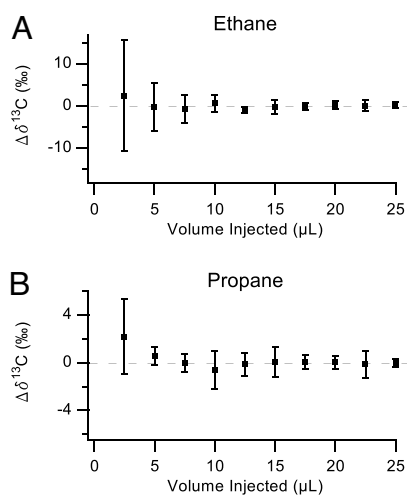 A
Ethane
10
0
-10
Δδ¹³C (‰)
0 5 10 15 20 25
Volume Injected (μL)
B
Propane
4
0
-4
Δδ¹³C (‰)
0 5 10 15 20 25
Volume Injected (μL)